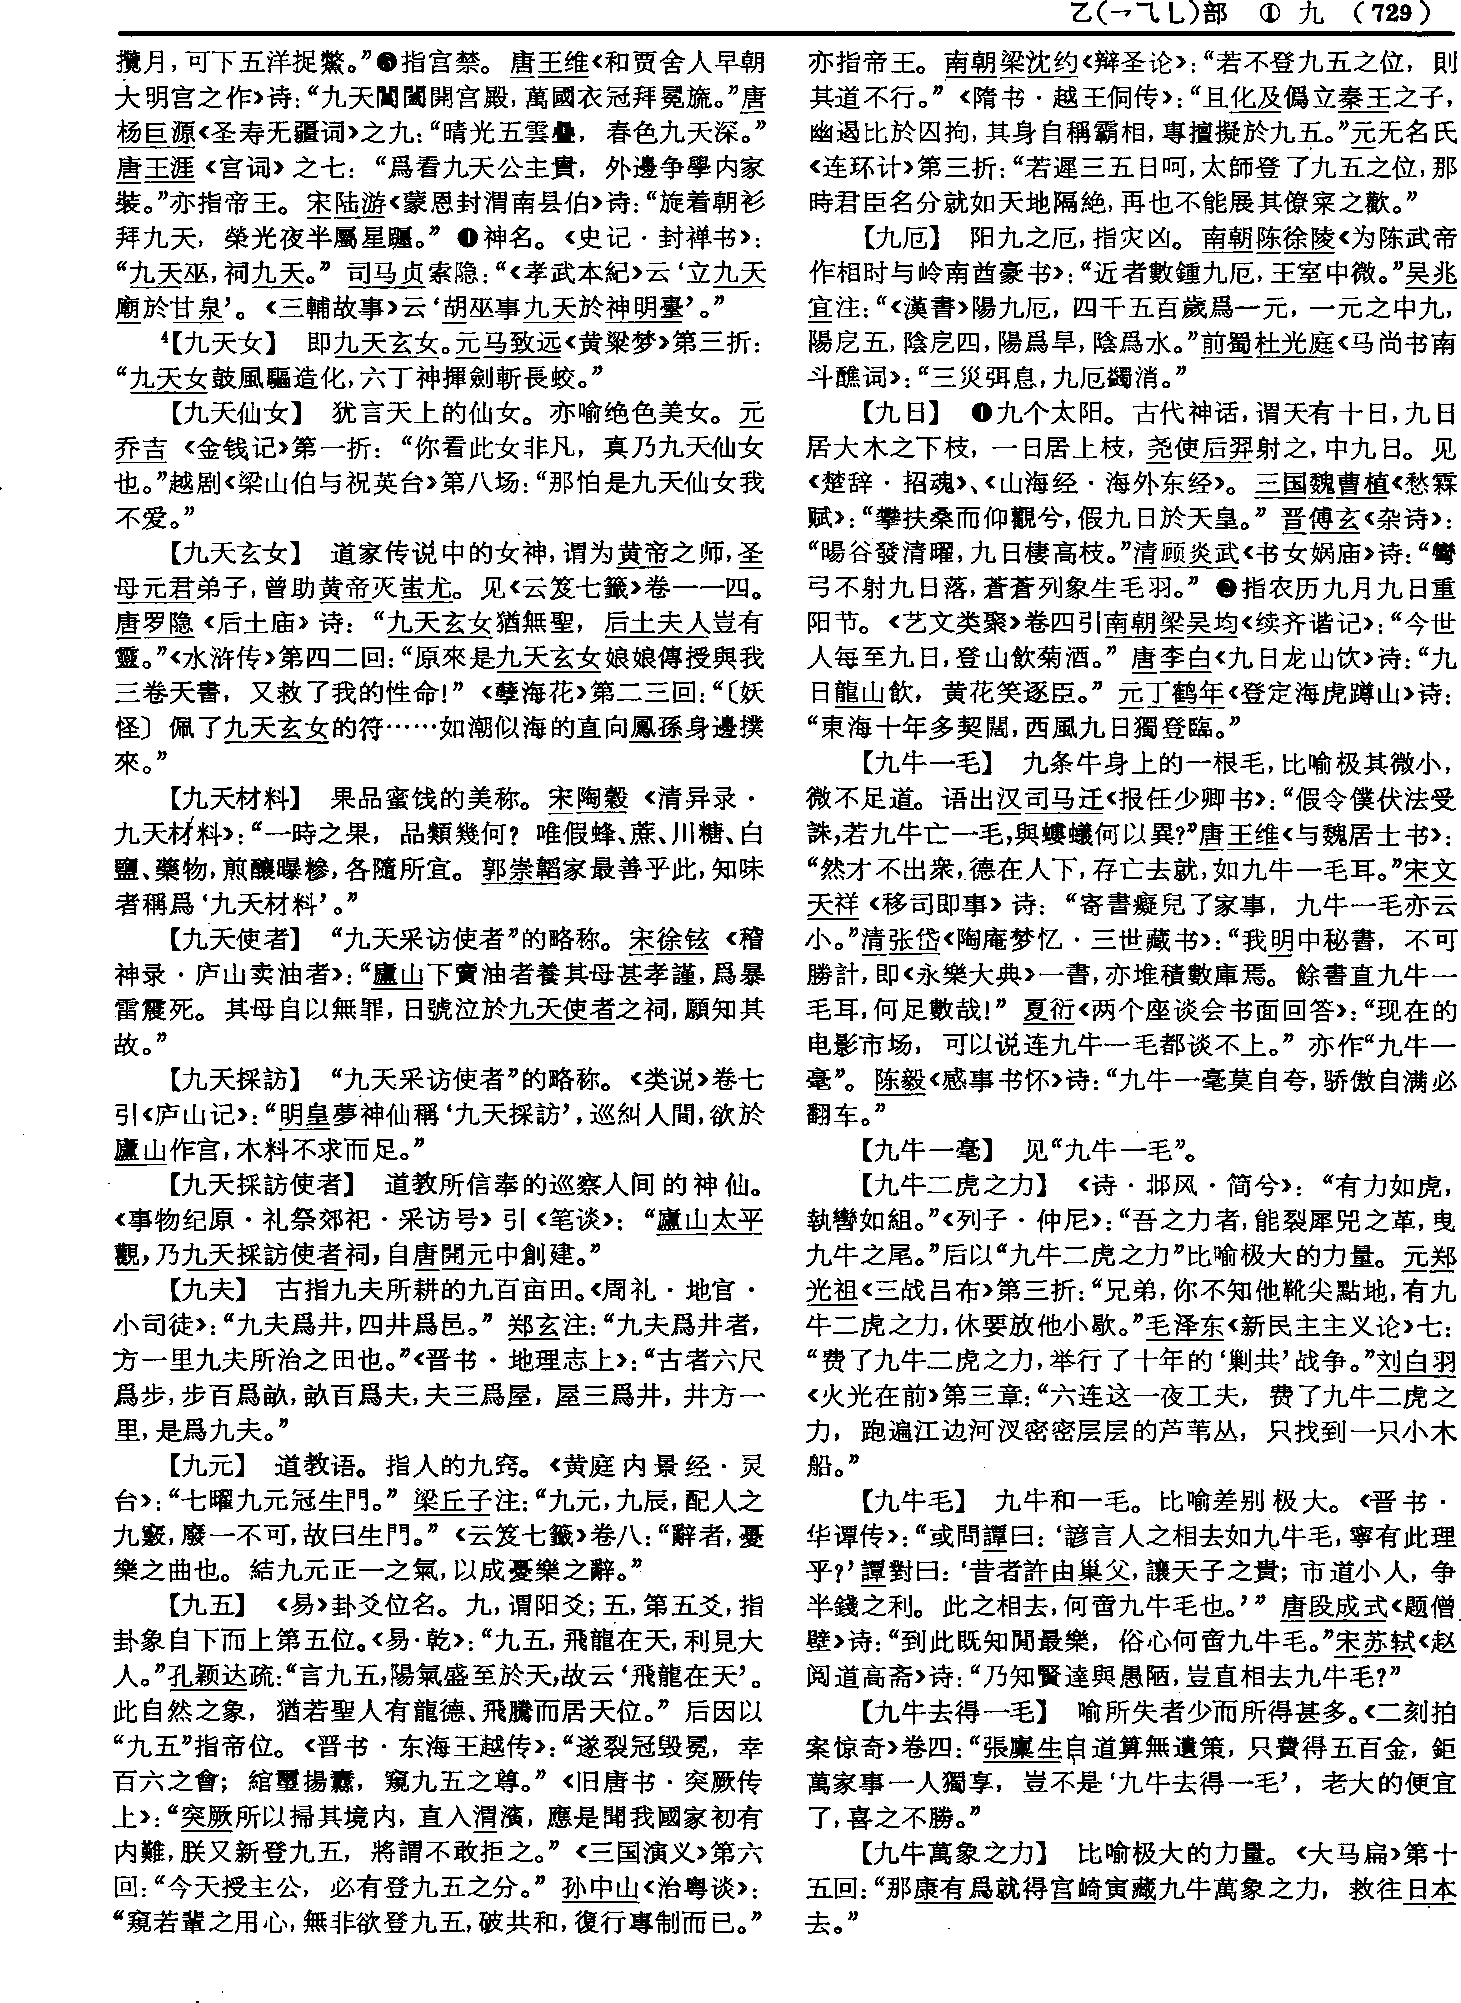 乙(乛⺄乚)部 ① 九 (729)
攬月，可下五洋捉鱉。”❸指宫禁。唐王维《和贾舍人早朝
大明宫之作》诗：“九天閶闔開宫殿，萬國衣冠拜冕旒。”唐
杨巨源《圣寿无疆词》之九：“晴光五雲疊，春色九天深。”
唐王涯《宫词》之七：“爲看九天公主貴，外邊争學内家
裝。”亦指帝王。宋陆游《蒙恩封渭南县伯》诗：“旋着朝衫
拜九天，榮光夜半屬星躔。”❹神名。《史记·封禅书》：
“九天巫，祠九天。”司马贞索隐：“《孝武本紀》云‘立九天
廟於甘泉’。《三輔故事》云‘胡巫事九天於神明臺’。”
⁴【九天女】 即九天玄女。元马致远《黄粱梦》第三折：
“九天女鼓風驅造化，六丁神揮劍斬長蛟。”
【九天仙女】 犹言天上的仙女。亦喻绝色美女。元
乔吉《金钱记》第一折：“你看此女非凡，真乃九天仙女
也。”越剧《梁山伯与祝英台》第八场：“那怕是九天仙女我
不爱。”
【九天玄女】 道家传说中的女神，谓为黄帝之师，圣
母元君弟子，曾助黄帝灭蚩尤。见《云笈七籤》卷一一四。
唐罗隐《后土庙》诗：“九天玄女猶無聖，后土夫人豈有
靈。”《水浒传》第四二回：“原來是九天玄女娘娘傳授與我
三卷天書，又救了我的性命！”《孽海花》第二三回：“〔妖
怪〕佩了九天玄女的符……如潮似海的直向鳳孫身邊撲
來。”
【九天材料】 果品蜜饯的美称。宋陶穀《清异录·
九天材料》：“一時之果，品類幾何？唯假蜂、蔗、川糖、白
鹽、藥物，煎釀曝糝，各隨所宜。郭崇韜家最善乎此，知味
者稱爲‘九天材料’。”
【九天使者】 “九天采访使者”的略称。宋徐铉《稽
神录·庐山卖油者》：“廬山下賣油者養其母甚孝謹，爲暴
雷震死。其母自以無罪，日號泣於九天使者之祠，願知其
故。”
【九天採訪】 “九天采访使者”的略称。《类说》卷七
引《庐山记》：“明皇夢神仙稱‘九天採訪’，巡糾人間，欲於
廬山作宫，木料不求而足。”
【九天採訪使者】 道教所信奉的巡察人间的神仙。
《事物纪原·礼祭郊祀·采访号》引《笔谈》：“廬山太平
觀，乃九天採訪使者祠，自唐開元中創建。”
【九夫】 古指九夫所耕的九百亩田。《周礼·地官·
小司徒》：“九夫爲井，四井爲邑。”郑玄注：“九夫爲井者，
方一里九夫所治之田也。”《晋书·地理志上》：“古者六尺
爲步，步百爲畝，畝百爲夫，夫三爲屋，屋三爲井，井方一
里，是爲九夫。”
【九元】 道教语。指人的九窍。《黄庭内景经·灵
台》：“七曜九元冠生門。”梁丘子注：“九元，九辰，配人之
九竅，廢一不可，故曰生門。”《云笈七籤》卷八：“辭者，憂
樂之曲也。結九元正一之氣，以成憂樂之辭。”
【九五】 《易》卦爻位名。九，谓阳爻；五，第五爻，指
卦象自下而上第五位。《易·乾》：“九五，飛龍在天，利見大
人。”孔颖达疏：“言九五，陽氣盛至於天，故云‘飛龍在天’。
此自然之象，猶若聖人有龍德、飛騰而居天位。”后因以
“九五”指帝位。《晋书·东海王越传》：“遂裂冠毁冕，幸
百六之會；綰璽揚纛，窺九五之尊。”《旧唐书·突厥传
上》：“突厥所以掃其境内，直入渭濱，應是聞我國家初有
内難，朕又新登九五，將謂不敢拒之。”《三国演义》第六
回：“今天授主公，必有登九五之分。”孙中山《治粤谈》：
“窺若輩之用心，無非欲登九五，破共和，復行專制而已。”
亦指帝王。南朝梁沈约《辩圣论》：“若不登九五之位，則
其道不行。”《隋书·越王侗传》：“且化及僞立秦王之子，
幽遏比於囚拘，其身自稱霸相，專擅擬於九五。”元无名氏
《连环计》第三折：“若遲三五日呵，太師登了九五之位，那
時君臣名分就如天地隔絶，再也不能展其僚寀之歡。”
【九厄】 阳九之厄，指灾凶。南朝陈徐陵《为陈武帝
作相时与岭南酋豪书》：“近者數鍾九厄，王室中微。”吴兆
宜注：“《漢書》陽九厄，四千五百歲爲一元，一元之中九，
陽戹五，陰戹四，陽爲旱，陰爲水。”前蜀杜光庭《马尚书南
斗醮词》：“三災弭息，九厄蠲消。”
【九日】 ❶九个太阳。古代神话，谓天有十日，九日
居大木之下枝，一日居上枝，尧使后羿射之，中九日。见
《楚辞·招魂》、《山海经·海外东经》。三国魏曹植《愁霖
赋》：“攀扶桑而仰觀兮，假九日於天皇。”晋傅玄《杂诗》：
“暘谷發清曜，九日棲高枝。”清顾炎武《书女娲庙》诗：“彎
弓不射九日落，蒼蒼列象生毛羽。”❷指农历九月九日重
阳节。《艺文类聚》卷四引南朝梁吴均《续齐谐记》：“今世
人每至九日，登山飲菊酒。”唐李白《九日龙山饮》诗：“九
日龍山飲，黄花笑逐臣。”元丁鹤年《登定海虎蹲山》诗：
“東海十年多契闊，西風九日獨登臨。”
【九牛一毛】 九条牛身上的一根毛，比喻极其微小，
微不足道。语出汉司马迁《报任少卿书》：“假令僕伏法受
誅，若九牛亡一毛，與螻蟻何以異？”唐王维《与魏居士书》：
“然才不出衆，德在人下，存亡去就，如九牛一毛耳。”宋文
天祥《移司即事》诗：“寄書癡兒了家事，九牛一毛亦云
小。”清张岱《陶庵梦忆·三世藏书》：“我明中秘書，不可
勝計，即《永樂大典》一書，亦堆積數庫焉。餘書直九牛一
毛耳，何足數哉！”夏衍《两个座谈会书面回答》：“现在的
电影市场，可以说连九牛一毛都谈不上。”亦作“九牛一
毫”。陈毅《感事书怀》诗：“九牛一毫莫自夸，骄傲自满必
翻车。”
【九牛一毫】 见“九牛一毛”。
【九牛二虎之力】 《诗·邶风·简兮》：“有力如虎，
執轡如組。”《列子·仲尼》：“吾之力者，能裂犀兕之革，曳
九牛之尾。”后以“九牛二虎之力”比喻极大的力量。元郑
光祖《三战吕布》第三折：“兄弟，你不知他靴尖點地，有九
牛二虎之力，休要放他小歇。”毛泽东《新民主主义论》七：
“费了九牛二虎之力，举行了十年的‘剿共’战争。”刘白羽
《火光在前》第三章：“六连这一夜工夫，费了九牛二虎之
力，跑遍江边河汊密密层层的芦苇丛，只找到一只小木
船。”
【九牛毛】 九牛和一毛。比喻差别极大。《晋书·
华谭传》：“或問譚曰：‘諺言人之相去如九牛毛，寧有此理
乎？’譚對曰：‘昔者許由巢父，讓天子之貴；市道小人，争
半錢之利。此之相去，何啻九牛毛也。’”唐段成式《题僧
壁》诗：“到此既知閒最樂，俗心何啻九牛毛。”宋苏轼《赵
阅道高斋》诗：“乃知賢達與愚陋，豈直相去九牛毛？”
【九牛去得一毛】 喻所失者少而所得甚多。《二刻拍
案惊奇》卷四：“張廪生自道算無遺策，只費得五百金，鉅
萬家事一人獨享，豈不是‘九牛去得一毛’，老大的便宜
了，喜之不勝。”
【九牛萬象之力】 比喻极大的力量。《大马扁》第十
五回：“那康有爲就得宫崎寅藏九牛萬象之力，救往日本
去。”